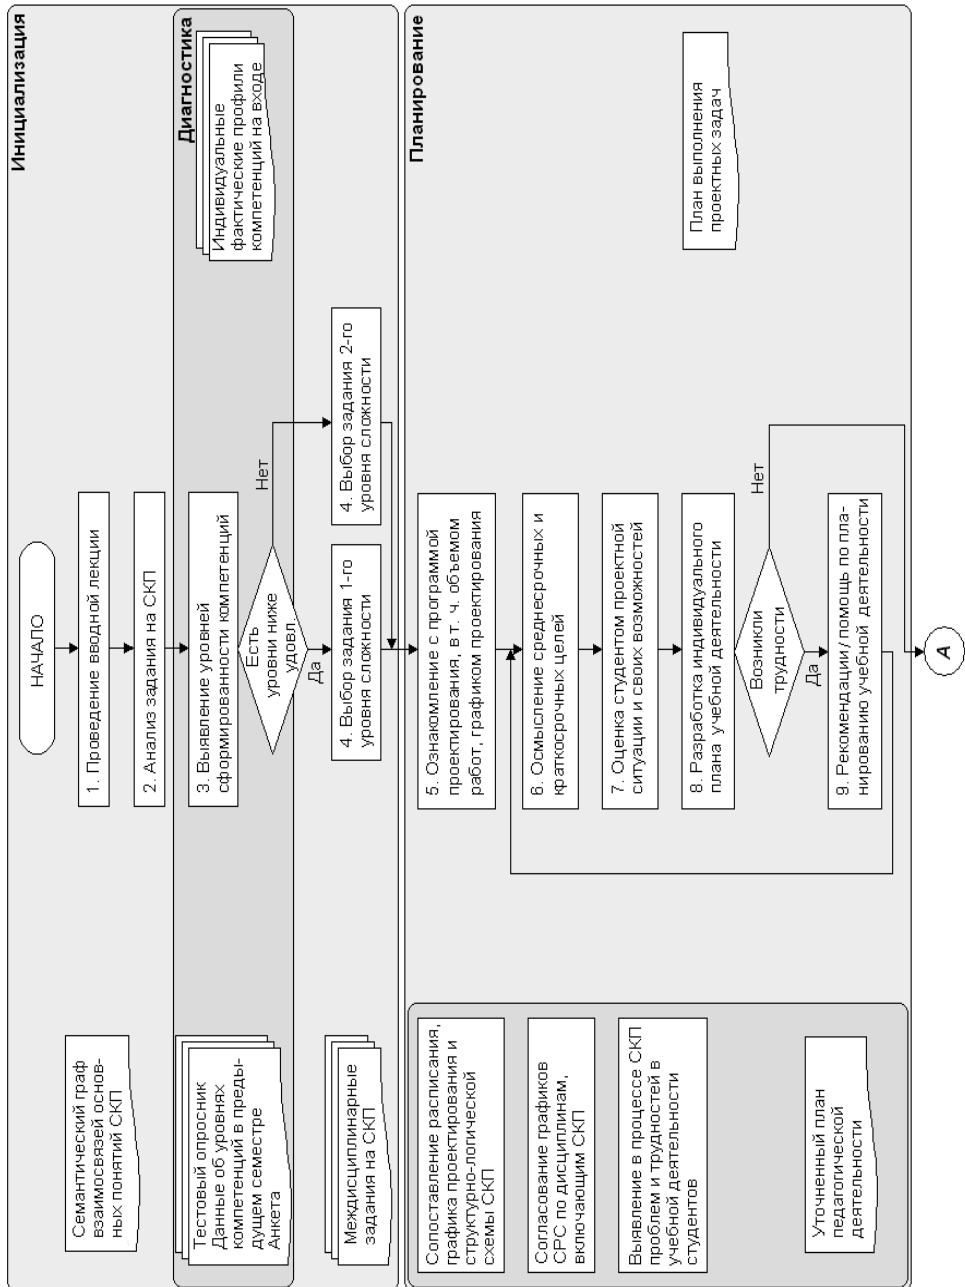 Инициализация
НАЧАЛО
1. Проведение вводной лекции
Семантический граф
взаимосвязей основ-
ных понятий СКП
2. Анализ задания на СКП
Диагностика
Тестовый опросник
Данные об уровнях
компетенций в преды-
дущем семестре
Анкета
3. Выявление уровней
сформированности компетенций
Индивидуальные
фактические профили
компетенций на входе
Есть
уровни ниже
удовл.
Нет
Да
Междисциплинарные
задания на СКП
4. Выбор задания 1-го
уровня сложности
4. Выбор задания 2-го
уровня сложности
Планирование
Сопоставление расписания,
графика проектирования и
структурно-логической
схемы СКП
5. Ознакомление с программой
проектирования, в т. ч. объемом
работ, графиком проектирования
Согласование графиков
СРС по дисциплинам,
включающим СКП
6. Осмысление среднесрочных и
краткосрочных целей
Выявление в процессе СКП
проблем и трудностей в
учебной деятельности
студентов
7. Оценка студентом проектной
ситуации и своих возможностей
8. Разработка индивидуального
плана учебной деятельности
План выполнения
проектных задач
Возникли
трудности
Нет
Да
Уточненный план
педагогической
деятельности
9. Рекомендации/ помощь по пла-
нированию учебной деятельности
А